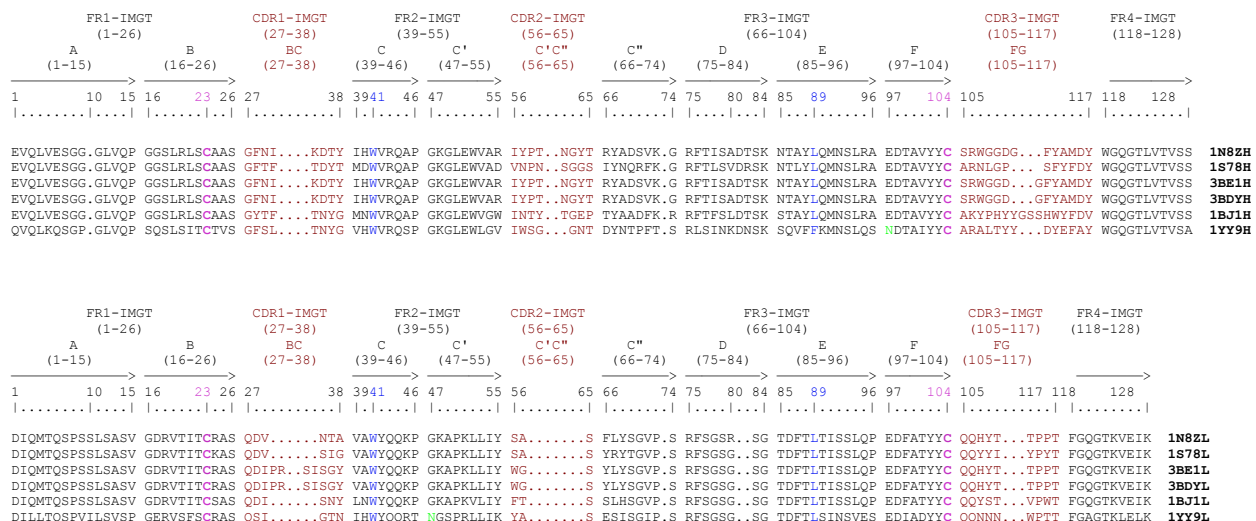 FR1-IMGT CDR1-IMGT FR2-IMGT CDR2-IMGT FR3-IMGT CDR3-IMGT FR4-IMGT
(1-26) (27-38) (39-55) (56-65) (66-104) (105-117) (118-128)
A B BC C C' C'C" C" D E F FG
(1-15) (16-26) (27-38) (39-46) (47-55) (56-65) (66-74) (75-84) (85-96) (97-104) (105-117)
1 10 15 16 23 26 27 38 39 41 46 47 55 56 65 66 74 75 80 84 85 89 96 97 104 105 117 118 128
EVQLVESGG.GLVQP GGSLRLSCAAS GFNI....KDTY IHWVRQAP GKGLEWVAR IYPT..NGYT RYADSVK.G RFTISADTSK NTAYLQMNSLRA EDTAVYYC SRWGGDG...FYAMDY WGQGTLVTVSS 1N8ZH
EVQLVESGG.GLVQP GGSLRLSCAAS GFTF....TDYT MDWVRQAP GKGLEWVAD VNPN..SGGS IYNQRFK.G RFTLSVDRSK NTLYLQMNSLRA EDTAVYYC ARNLGP...SFYFDY WGQGTLVTVSS 1S78H
EVQLVESGG.GLVQP GGSLRLSCAAS GFNI....KDTY IHWVRQAP GKGLEWVAR IYPT..NGYT RYADSVK.G RFTISADTSK NTAYLQMNSLRA EDTAVYYC SRWGGD...GFYAMDY WGQGTLVTVSS 3BE1H
EVQLVESGG.GLVQP GGSLRLSCAAS GFNI....KDTY IHWVRQAP GKGLEWVAR IYPT..NGYT RYADSVK.G RFTISADTSK NTAYLQMNSLRA EDTAVYYC SRWGGD...GFYAMDY WGQGTLVTVSS 3BDYH
EVQLVESGG.GLVQP GGSLRLSCAAS GYTF....TNYG MNWVRQAP GKGLEWVGW INTY..TGEP TYAADFK.R RFTFSLDTSK STAYLQMNSLRA EDTAVYYC AKYPHYYGSSHWYFDV WGQGTLVTVSS 1BJ1H
QVQLKQSGP.GLVQP SQSLSITCTVS GFSL....TNYG VHWVRQSP GKGLEWLGV IWSG...GNT DYNTPFT.S RLSINKDNSK SQVFFKMNSLQS NDTAIYYC ARALTYY...DYEFAY WGQGTLVTVSA 1YY9H
FR1-IMGT CDR1-IMGT FR2-IMGT CDR2-IMGT FR3-IMGT CDR3-IMGT FR4-IMGT
(1-26) (27-38) (39-55) (56-65) (66-104) (105-117) (118-128)
A B BC C C' C'C" C" D E F FG
(1-15) (16-26) (27-38) (39-46) (47-55) (56-65) (66-74) (75-84) (85-96) (97-104) (105-117)
1 10 15 16 23 26 27 38 39 41 46 47 55 56 65 66 74 75 80 84 85 89 96 97 104 105 117 118 128
DIQMTQSPSSLSASV GDRVTITCRAS QDV......NTA VAWYQQKP GKAPKLLIY SA.......S FLYSGVP.S RFSGSR..SG TDFTLTISSLQP EDFATYYC QQHYT...TPPT FGQGTKVEIK 1N8ZL
DIQMTQSPSSLSASV GDRVTITCKAS QDV......SIG VAWYQQKP GKAPKLLIY SA.......S YRYTGVP.S RFSGSG..SG TDFTLTISSLQP EDFATYYC QQYYI...YPYT FGQGTKVEIK 1S78L
DIQMTQSPSSLSASV GDRVTITCRAS QDIPR..SISGY VAWYQQKP GKAPKLLIY WG.......S YLYSGVP.S RFSGSG..SG TDFTLTISSLQP EDFATYYC QQHYT...TPPT FGQGTKVEIK 3BE1L
DIQMTQSPSSLSASV GDRVTITCRAS QDIPR..SISGY VAWYQQKP GKAPKLLIY WG.......S YLYSGVP.S RFSGSG..SG TDFTLTISSLQP EDFATYYC QQHYT...TPPT FGQGTKVEIK 3BDYL
DIQMTQSPSSLSASV GDRVTITCSAS QDI......SNY LNWYQQKP GKAPKVLIY FT.......S SLHSGVP.S RFSGSG..SG TDFTLTISSLQP EDFATYYC QQYST...VPWT FGQGTKVEIK 1BJ1L
DILLTQSPVILSVSP GERVSFSCRAS QSI......GTN IHWYQQRT NGSPRLLIK YA.......S ESISGIP.S RFSGSG..SG TDFTLSINSVES EDIADYYC QQNNN...WPTT FGAGTKLELK 1YY9L